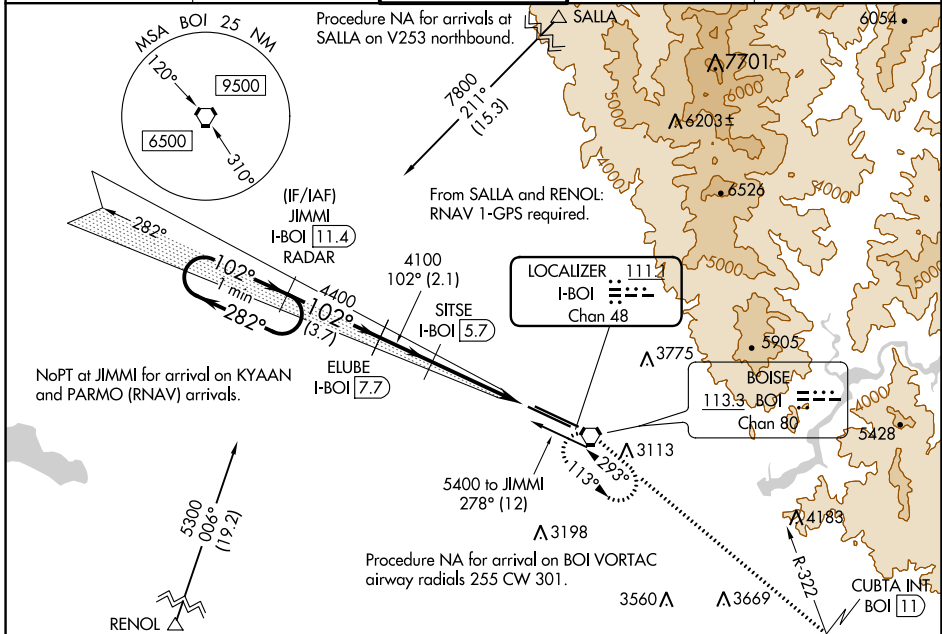 MSA BOI 25 NM
120°
9500
6500
310°
Procedure NA for arrivals at
SALLA on V253 northbound.
SALLA
7800
211°
(15.3)
6054
7701
6000
5000
6203±
4000
6526
4000
5000
5000
From SALLA and RENOL:
RNAV 1-GPS required.
(IF/IAF)
JIMMI
I-BOI 11.4
RADAR
282°
102°
1 min
282°
4400
102°
(3.7)
4100
102° (2.1)
SITSE
I-BOI 5.7
ELUBE
I-BOI 7.7
LOCALIZER 111.1
I-BOI
Chan 48
5905
3775
BOISE
113.3 BOI
Chan 80
4000
5428
NoPT at JIMMI for arrival on KYAAN
and PARMO (RNAV) arrivals.
3113
293°
113°
5400 to JIMMI
278° (12)
3198
4183
Procedure NA for arrival on BOI VORTAC
airway radials 255 CW 301.
R-322
5300
006°
(19.2)
RENOL
3560
3669
CUBTA INT
BOI 11